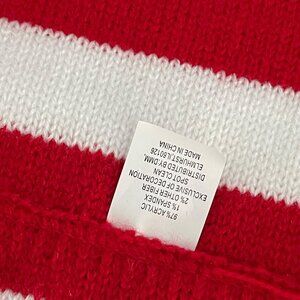 97% ACRYLIC
1% SPANDEX
2% OTHER FIBER
EXCLUSIVE OF DECORATION
SPOT CLEAN
DISTRIBUTED BY:DMM,
ELMHURST,IL 60126
MADE IN CHINA